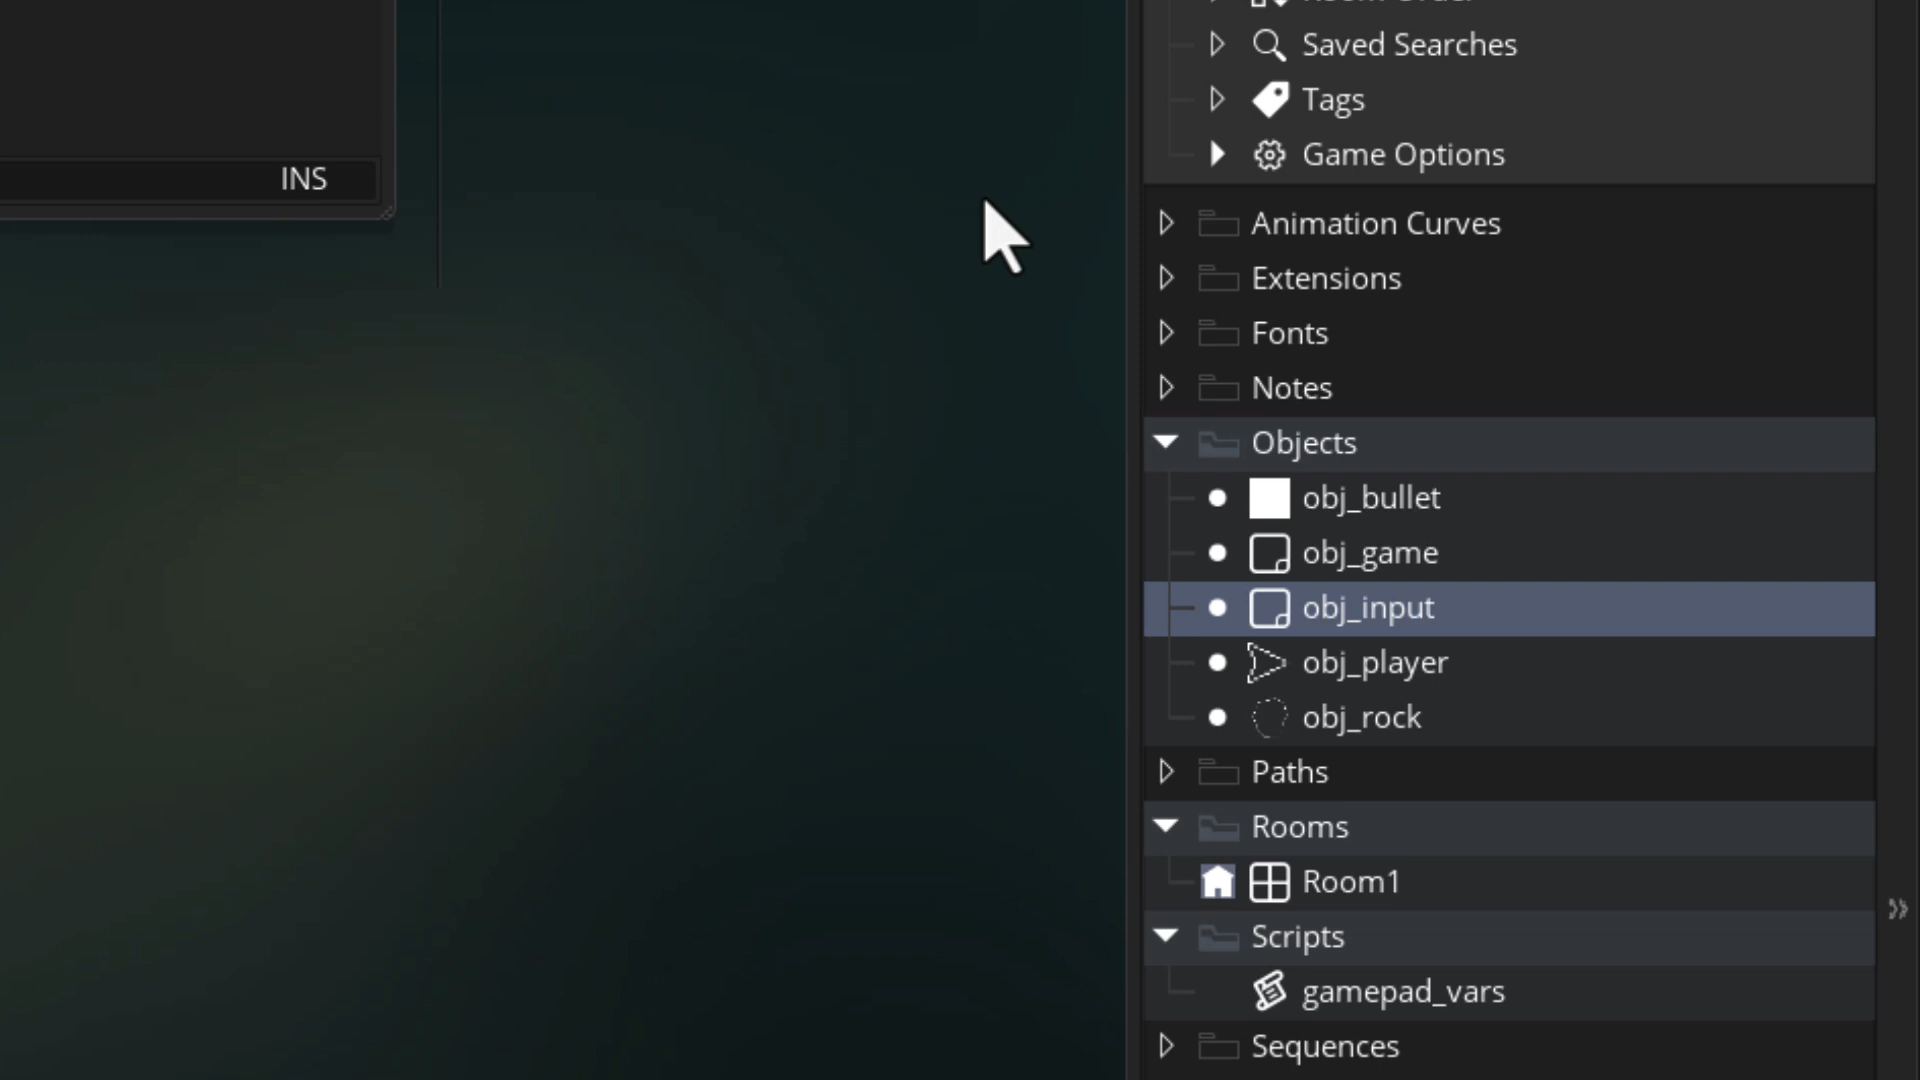 Saved Searches
Tags
Game Options
INS
Animation Curves
Extensions
Fonts
Notes
Objects
obj_bullet
obj_game
obj_input
obj_player
obj_rock
Paths
Rooms
Room1
Scripts
gamepad_vars
Sequences